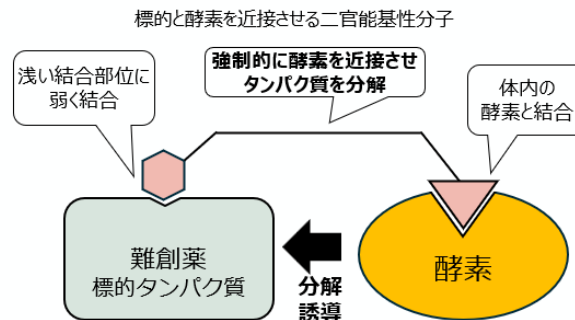 標的と酵素を近接させる二官能基性分子
浅い結合部位に
弱く結合
強制的に酵素を近接させ
タンパク質を分解
体内の
酵素と結合
難創薬
標的タンパク質
分解
誘導
酵素